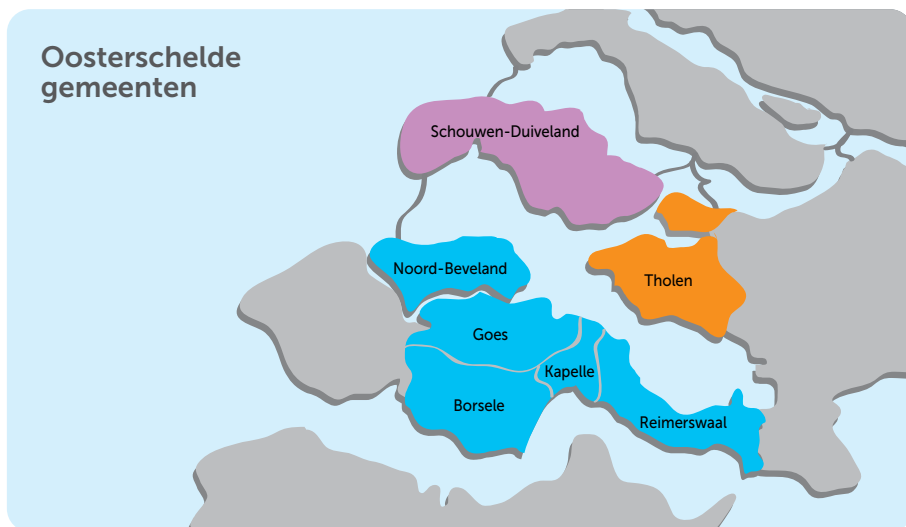 Oosterschelde
gemeenten
Schouwen-Duiveland
Noord-Beveland
Tholen
Goes
Kapelle
Borsele
Reimerswaal